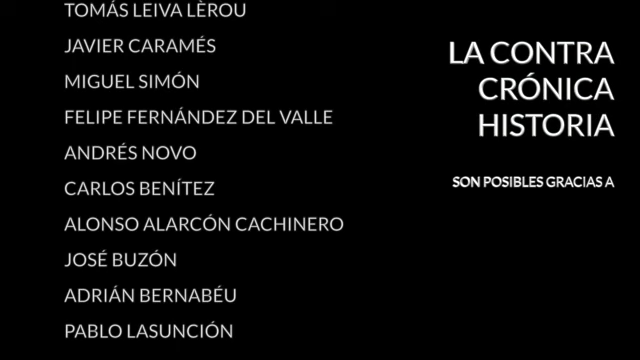 TOMÁS LEIVA LÈROU
JAVIER CARAMÉS
MIGUEL SIMÓN
FELIPE FERNÁNDEZ DEL VALLE
ANDRÉS NOVO
CARLOS BENÍTEZ
ALONSO ALARCÓN CACHINERO
JOSÉ BUZÓN
ADRIÁN BERNABÉU
PABLO LASUNCIÓN
LA CONTRA
CRÓNICA
HISTORIA
SON POSIBLES GRACIAS A